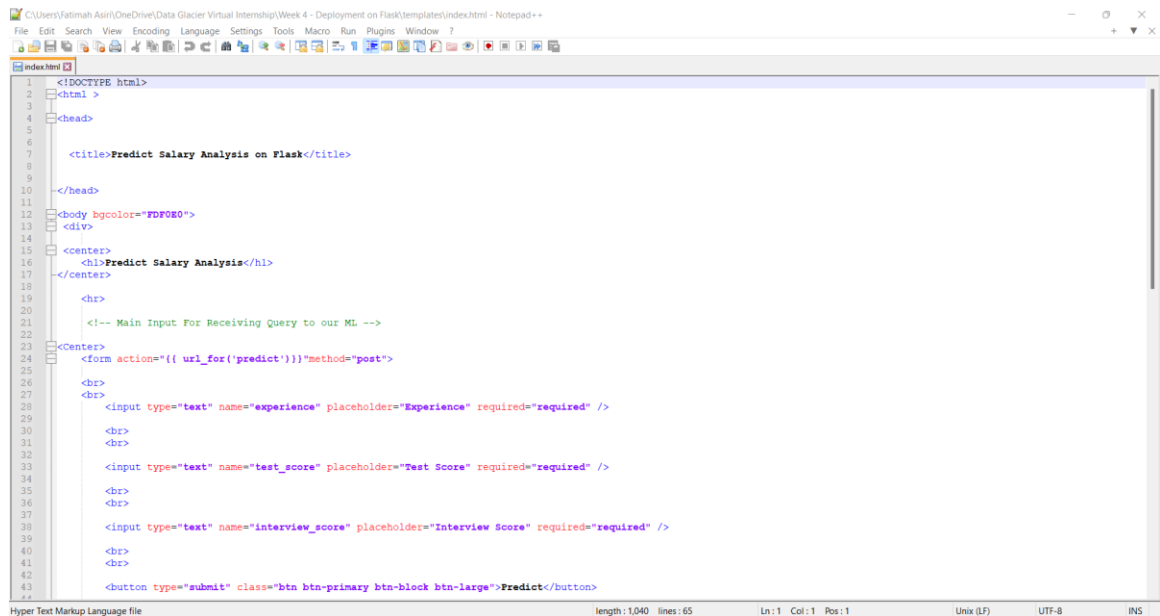 C:\Users\Fatimah Asiri\OneDrive\Data Glacier Virtual Internship\Week 4 - Deployment on Flask\templates\index.html - Notepad++
File Edit Search View Encoding Language Settings Tools Macro Run Plugins Window ?
+ ▼ ×
index.html
1 <!DOCTYPE html>
2 <html >
3
4 <head>
5
6
7 <title>Predict Salary Analysis on Flask</title>
8
9
10 </head>
11
12 <body bgcolor="FDF0E0">
13 <div>
14
15 <center>
16 <h1>Predict Salary Analysis</h1>
17 </center>
18
19 <hr>
20
21 <!-- Main Input For Receiving Query to our ML -->
22
23 <Center>
24 <form action="{{ url_for('predict')}}"method="post">
25
26 <br>
27 <br>
28 <input type="text" name="experience" placeholder="Experience" required="required" />
29
30 <br>
31 <br>
32
33 <input type="text" name="test_score" placeholder="Test Score" required="required" />
34
35 <br>
36 <br>
37
38 <input type="text" name="interview_score" placeholder="Interview Score" required="required" />
39
40 <br>
41 <br>
42
43 <button type="submit" class="btn btn-primary btn-block btn-large">Predict</button>
44
Hyper Text Markup Language file length : 1,040 lines : 65 Ln : 1 Col : 1 Pos : 1 Unix (LF) UTF-8 INS